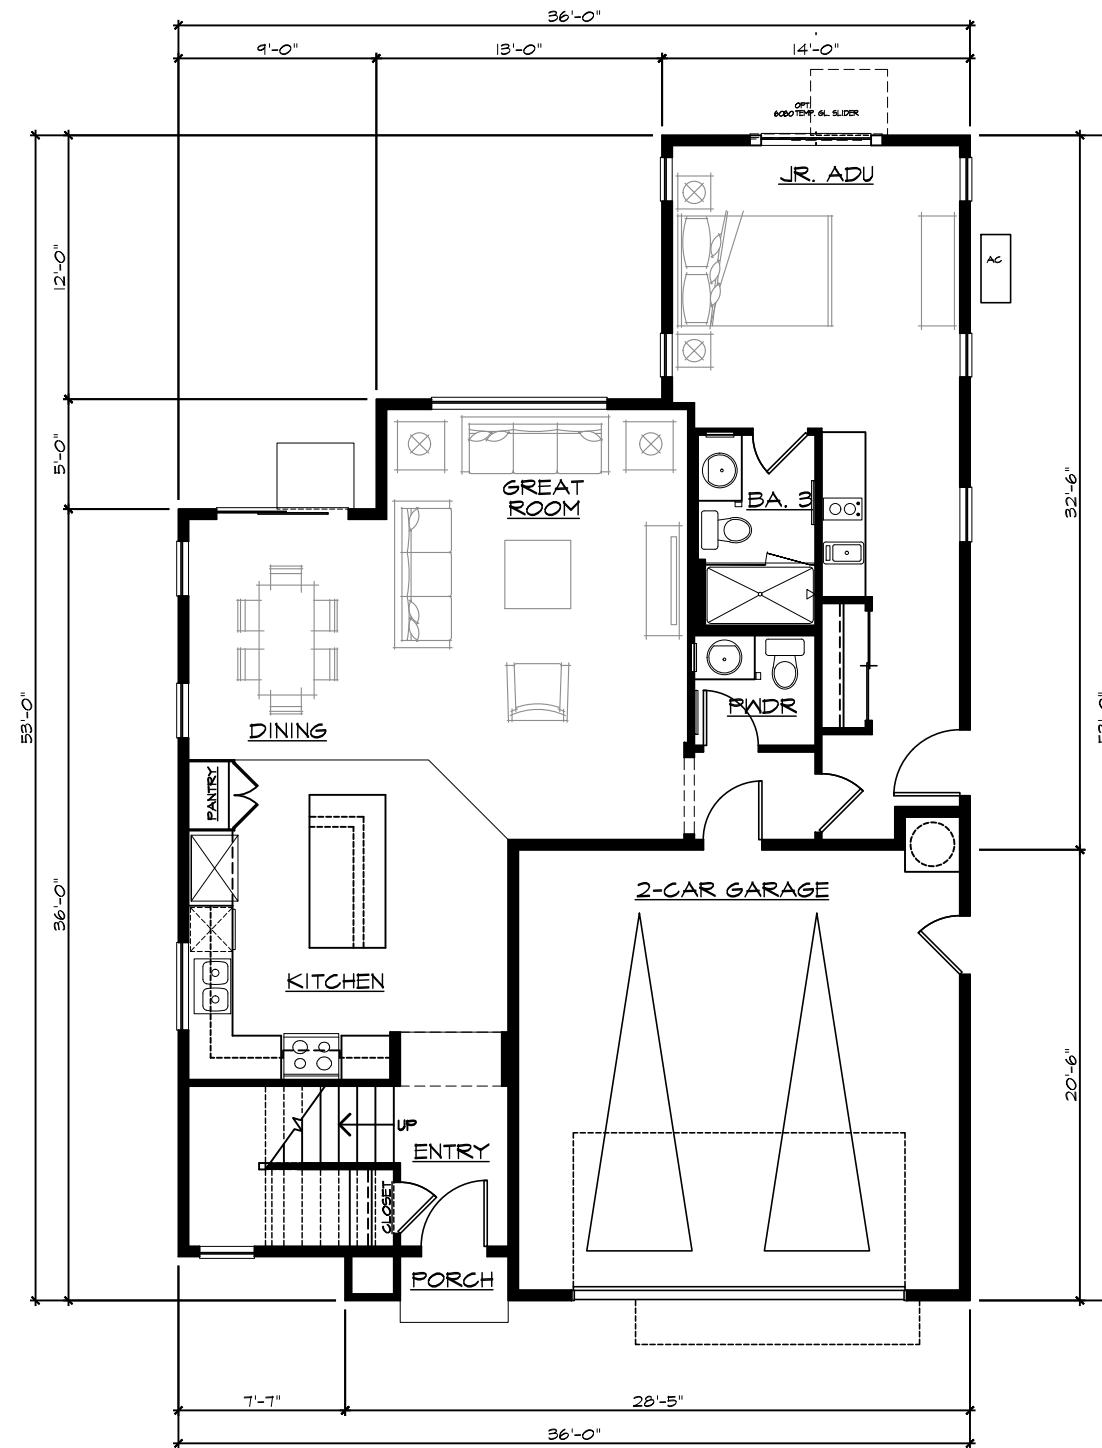 36'-0"
9'-0"
13'-0"
14'-0"
OPT.
6080 TEMP. GL. SLIDER
JR. ADU
AC
12'-0"
5'-0"
GREAT
ROOM
BA. 3
32'-6"
53'-0"
DINING
PWDR
PANTRY
2-CAR GARAGE
36'-0"
KITCHEN
20'-6"
UP
ENTRY
CLOSET
PORCH
7'-7"
28'-5"
36'-0"